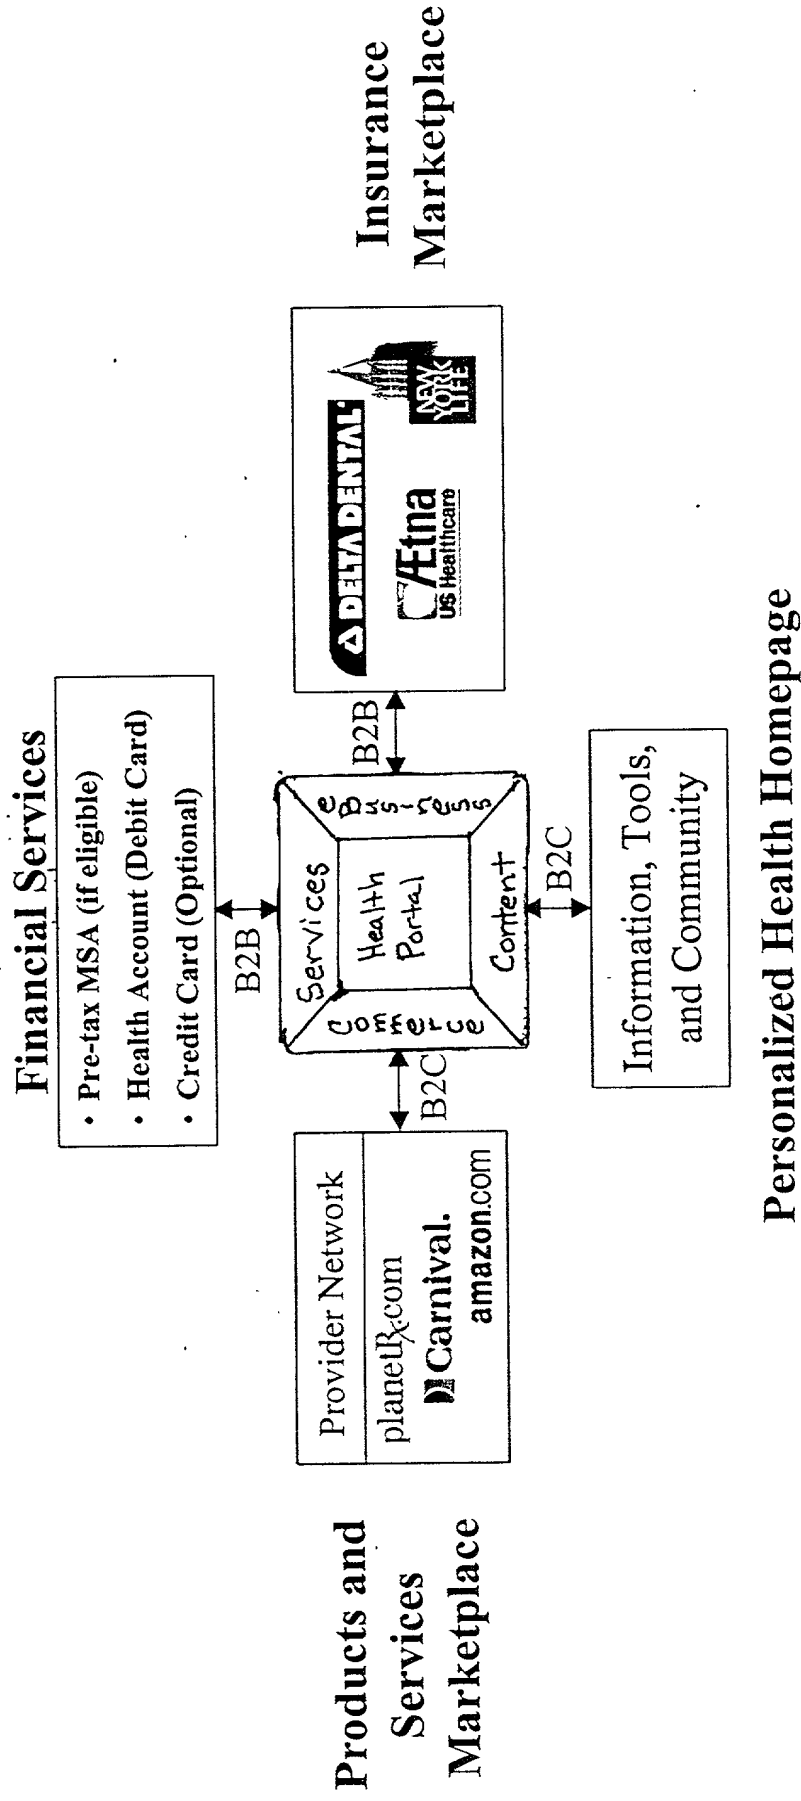 Financial Services
• Pre-tax MSA (if eligible)
• Health Account (Debit Card)
• Credit Card (Optional)
B2B
Products and
Services
Marketplace
Provider Network
planetRx.com
Carnival.
amazon.com
B2C
Services
Commerce
Health
Portal
eBusiness
Content
B2B
DELTA DENTAL
Ætna
US Healthcare
NEW
YORK
LIFE
Insurance
Marketplace
B2C
Information, Tools,
and Community
Personalized Health Homepage